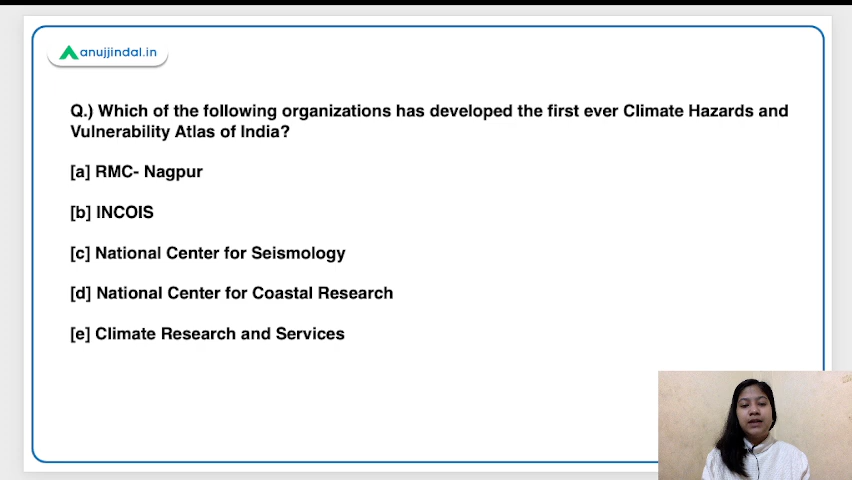 anujjindal.in
Q.) Which of the following organizations has developed the first ever Climate Hazards and
Vulnerability Atlas of India?
[a] RMC- Nagpur
[b] INCOIS
[c] National Center for Seismology
[d] National Center for Coastal Research
[e] Climate Research and Services